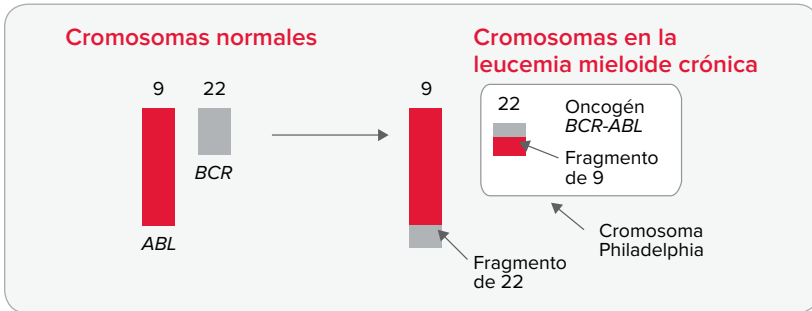 Cromosomas normales
9
22
BCR
ABL
Cromosomas en la
leucemia mieloide crónica
9
22
Oncogén
BCR-ABL
Fragmento
de 9
Cromosoma
Philadelphia
Fragmento
de 22